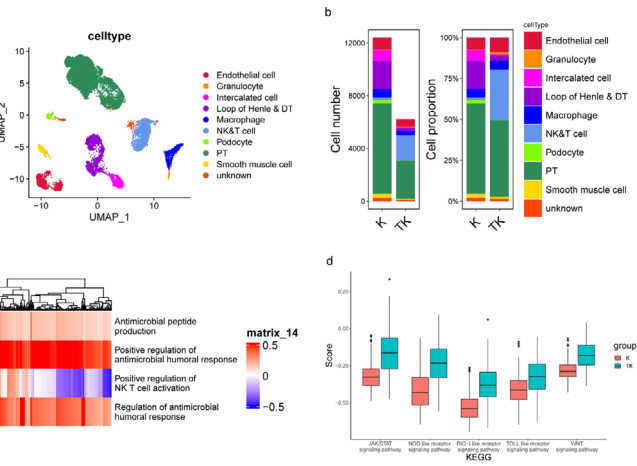 celltype
UMAP_2
10
5
0
−5
−10
−10
0
10
UMAP_1
Endothelial cell
Granulocyte
Intercalated cell
Loop of Henle & DT
Macrophage
NK&T cell
Podocyte
PT
Smooth muscle cell
unknown
b
Cell number
12000
8000
4000
0
K
TK
Cell proportion
100%
75%
50%
25%
0%
K
TK
cellType
Endothelial cell
Granulocyte
Intercalated cell
Loop of Henle & DT
Macrophage
NK&T cell
Podocyte
PT
Smooth muscle cell
unknown
Antimicrobial peptide
production
Positive regulation of
antimicrobial humoral response
Positive regulation of
NK T cell activation
Regulation of antimicrobial
humoral response
matrix_14
0.5
0
−0.5
d
Score
0.25
0.00
−0.25
−0.50
JAK/STAT
signaling pathway
NOD like receptor
signaling pathway
RIG−I like receptor
signaling pathway
TOLL like receptor
signaling pathway
WNT
signaling pathway
KEGG
group
K
TK